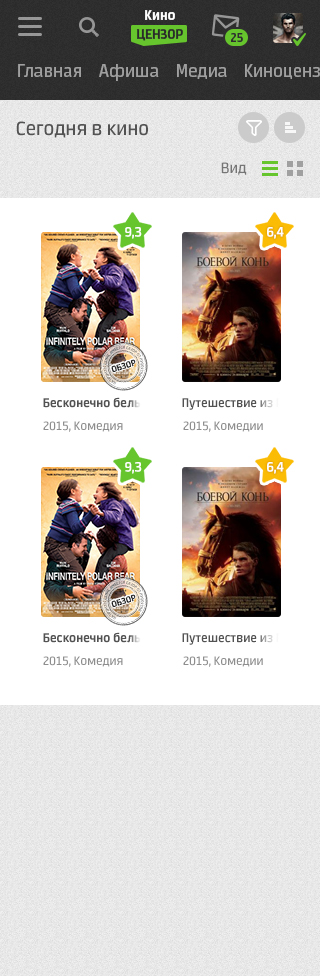 Кино
ЦЕНЗОР
25
Главная Афиша Медиа Киноценз
Сегодня в кино
Вид
9,3
6,4
БОЕВОЙ КОНЬ
INFINITELY POLAR BEAR
ОБЗОР
Бесконечно бель
Путешествие из
2015, Комедия
2015, Комедии
9,3
6,4
БОЕВОЙ КОНЬ
INFINITELY POLAR BEAR
ОБЗОР
Бесконечно бель
Путешествие из
2015, Комедия
2015, Комедии